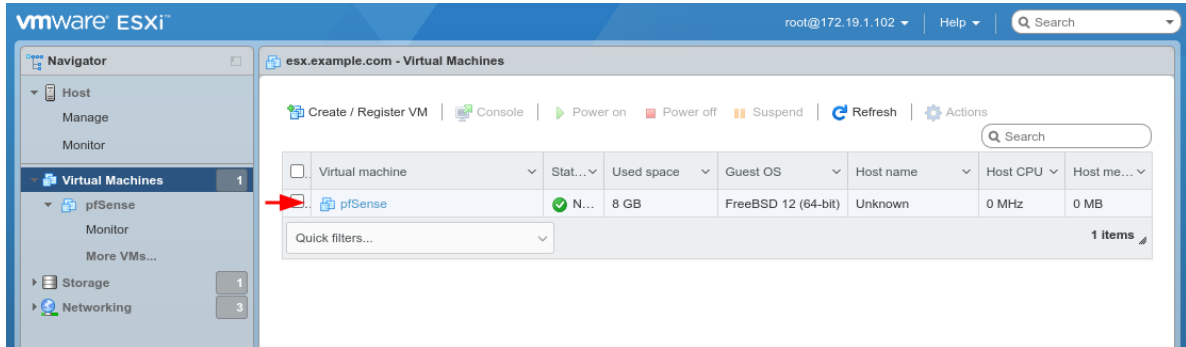 vmware ESXi™
root@172.19.1.102 Help Search
Navigator
Host
Manage
Monitor
Virtual Machines 1
pfSense
Monitor
More VMs...
Storage 1
Networking 3
esx.example.com - Virtual Machines
Create / Register VM Console Power on Power off Suspend Refresh Actions
Search
Virtual machine Stat... Used space Guest OS Host name Host CPU Host me...
pfSense N... 8 GB FreeBSD 12 (64-bit) Unknown 0 MHz 0 MB
Quick filters... 1 items